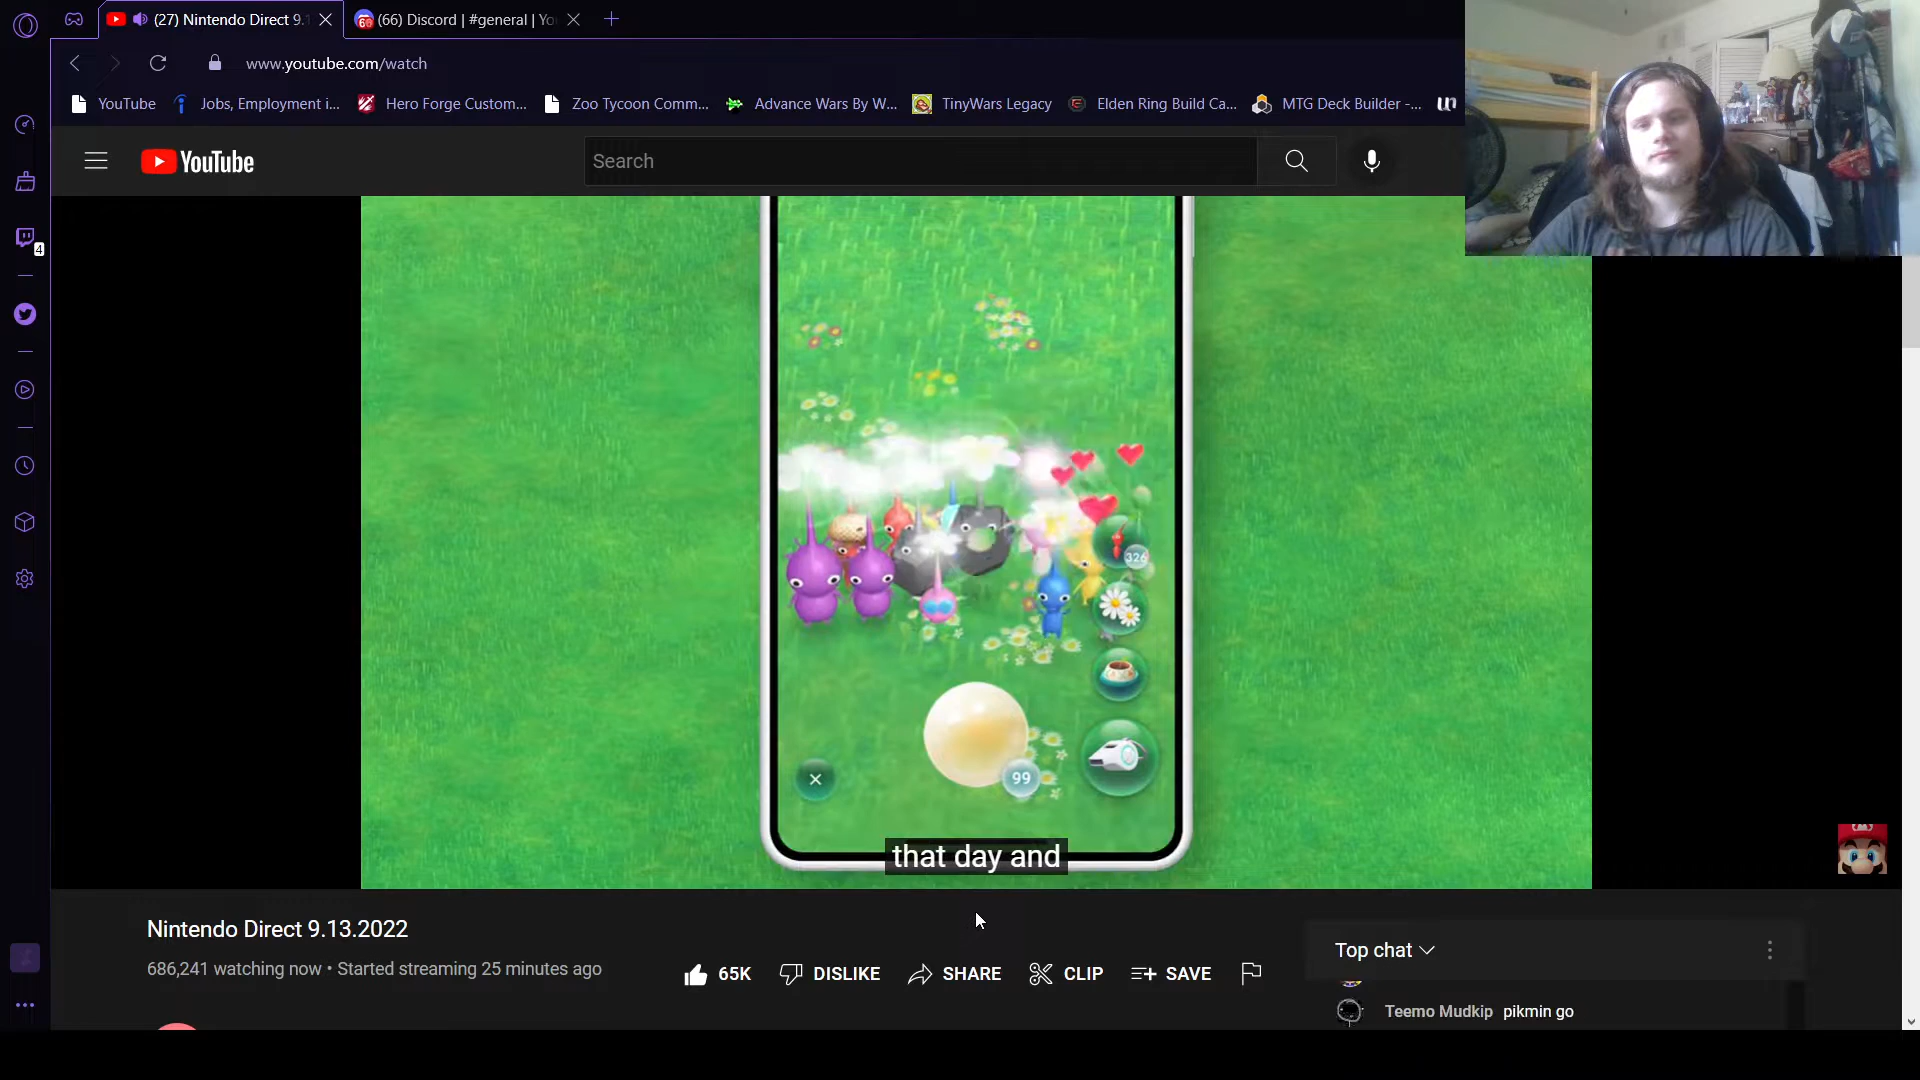 (27) Nintendo Direct 9.1
(66) Discord | #general | Yo
www.youtube.com/watch
YouTube
Jobs, Employment i...
Hero Forge Custom...
Zoo Tycoon Comm...
Advance Wars By W...
TinyWars Legacy
Elden Ring Build Ca...
MTG Deck Builder -...
YouTube
Search
4
326
99
that day and
Nintendo Direct 9.13.2022
686,241 watching now • Started streaming 25 minutes ago
65K
DISLIKE
SHARE
CLIP
SAVE
Top chat
Teemo Mudkip pikmin go